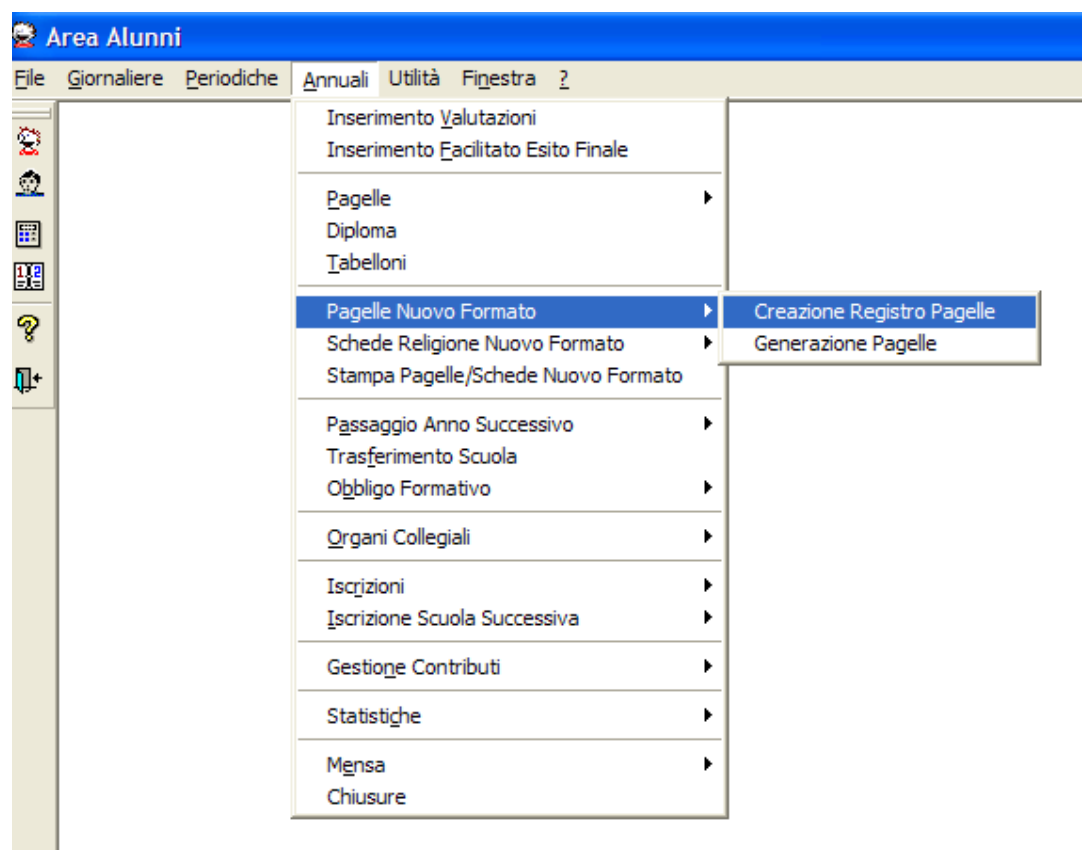 Area Alunni
File Giornaliere Periodiche Annuali Utilità Finestra ?
Inserimento Valutazioni
Inserimento Facilitato Esito Finale
Pagelle
Diploma
Tabelloni
Pagelle Nuovo Formato
Creazione Registro Pagelle
Schede Religione Nuovo Formato
Generazione Pagelle
Stampa Pagelle/Schede Nuovo Formato
Passaggio Anno Successivo
Trasferimento Scuola
Obbligo Formativo
Organi Collegiali
Iscrizioni
Iscrizione Scuola Successiva
Gestione Contributi
Statistiche
Mensa
Chiusure